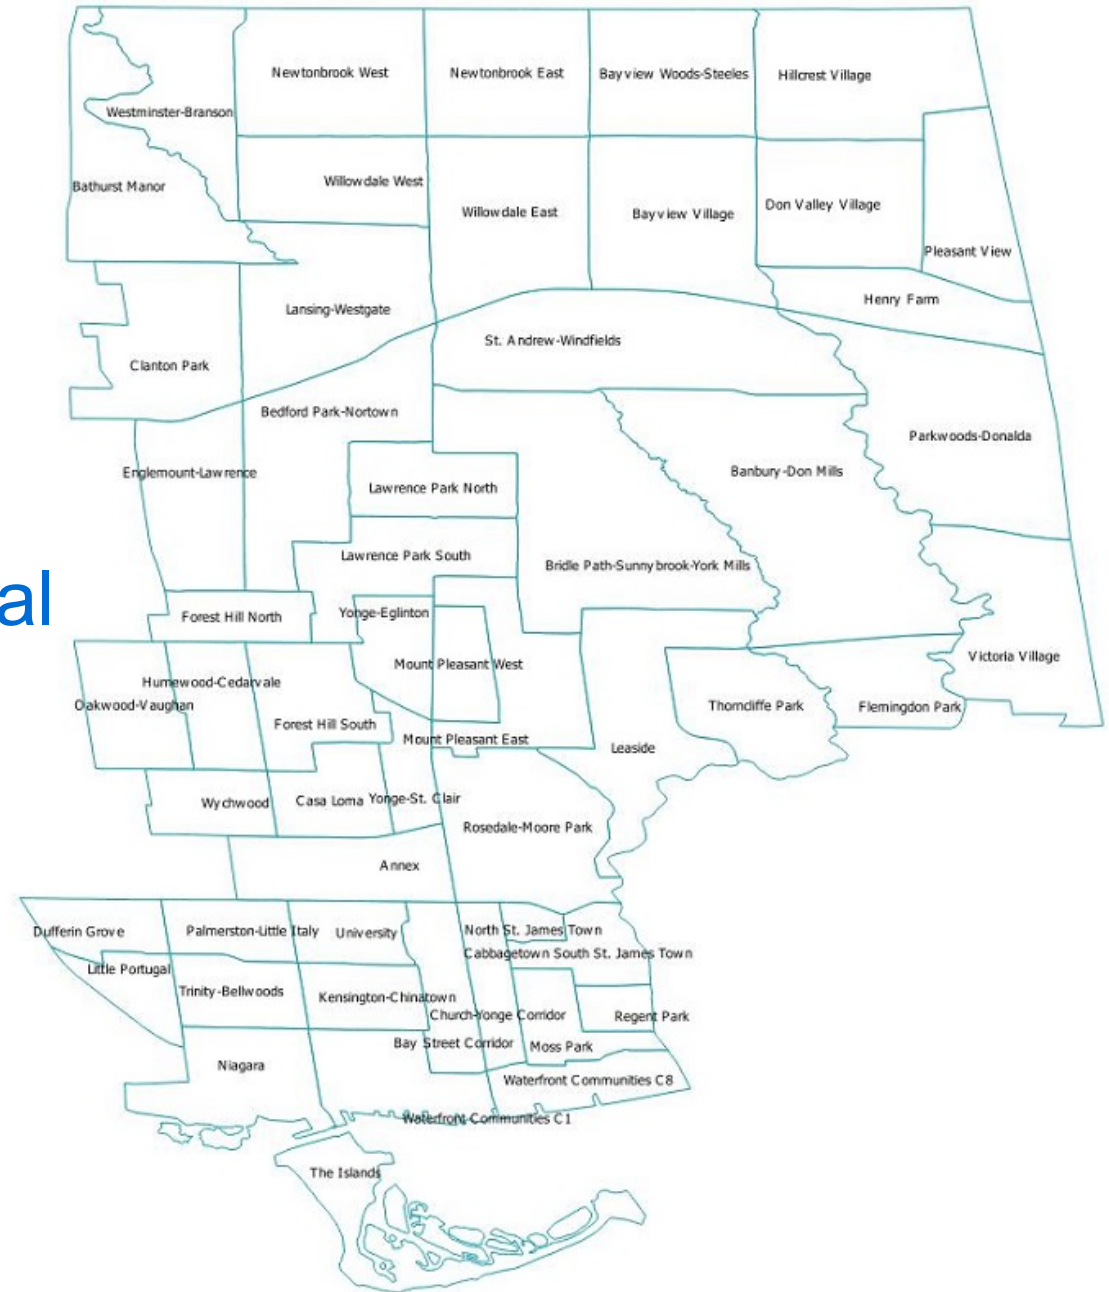 Newtonbrook West
Newtonbrook East
Bayview Woods-Steeles
Hillcrest Village
Westminster-Branson
Bathurst Manor
Willowdale West
Willowdale East
Bayview Village
Don Valley Village
Pleasant View
Henry Farm
Lansing-Westgate
St. Andrew-Windfields
Clanton Park
Bedford Park-Nortown
Parkwoods-Donalda
Englemount-Lawrence
Banbury-Don Mills
Lawrence Park North
Lawrence Park South
Bridle Path-Sunnybrook-York Mills
al
Forest Hill North
Yonge-Eglinton
Mount Pleasant West
Victoria Village
Humewood-Cedarvale
Oakwood-Vaughan
Thorncliffe Park
Flemingdon Park
Forest Hill South
Mount Pleasant East
Leaside
Wychwood
Casa Loma
Yonge-St. Clair
Rosedale-Moore Park
Annex
Dufferin Grove
Palmerston-Little Italy
University
North St. James Town
Cabbagetown South St. James Town
Little Portugal
Trinity-Bellwoods
Kensington-Chinatown
Church-Yonge Corridor
Regent Park
Bay Street Corridor
Moss Park
Niagara
Waterfront Communities C8
Waterfront Communities C1
The Islands